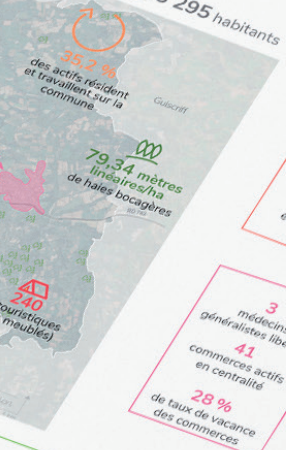 295 habitants
35,2 %
des actifs résident
et travaillent sur la
commune
Guiscriff
79,34 mètres
linéaires/ha
de haies bocagères
240
touristiques
meublés)
3
médecins
généralistes libé
41
commerces actifs
en centralité
28 %
de taux de vacance
des commerces